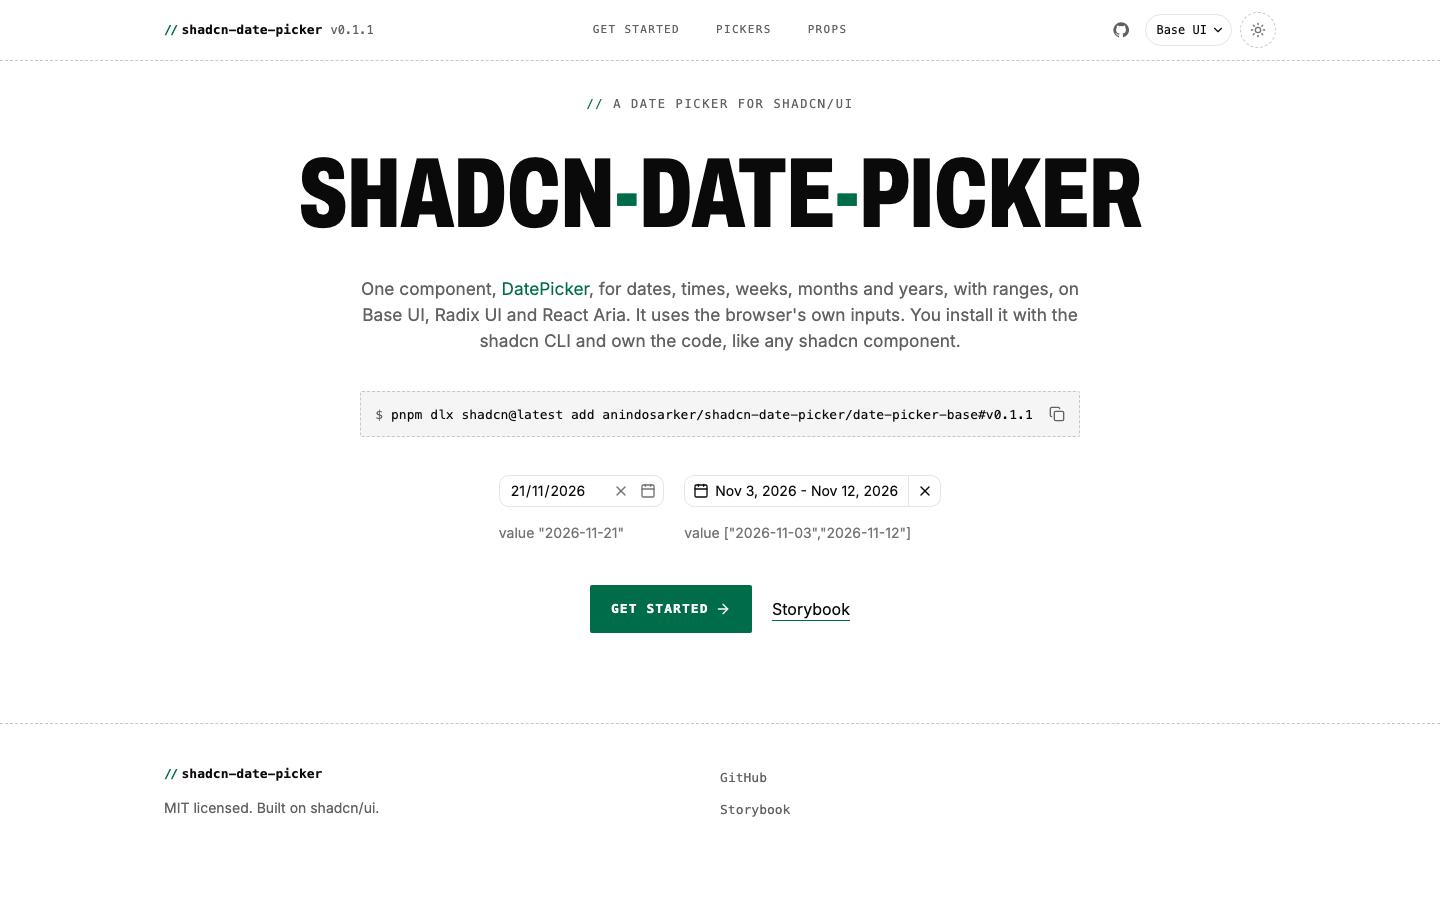 // shadcn-date-picker v0.1.1
GET STARTED PICKERS PROPS
Base UI
// A DATE PICKER FOR SHADCN/UI
SHADCN-DATE-PICKER
One component, DatePicker, for dates, times, weeks, months and years, with ranges, on
Base UI, Radix UI and React Aria. It uses the browser's own inputs. You install it with the
shadcn CLI and own the code, like any shadcn component.
$ pnpm dlx shadcn@latest add anindosarker/shadcn-date-picker/date-picker-base#v0.1.1
21/11/2026
Nov 3, 2026 - Nov 12, 2026
value "2026-11-21"
value ["2026-11-03","2026-11-12"]
GET STARTED →
Storybook
// shadcn-date-picker
MIT licensed. Built on shadcn/ui.
GitHub
Storybook